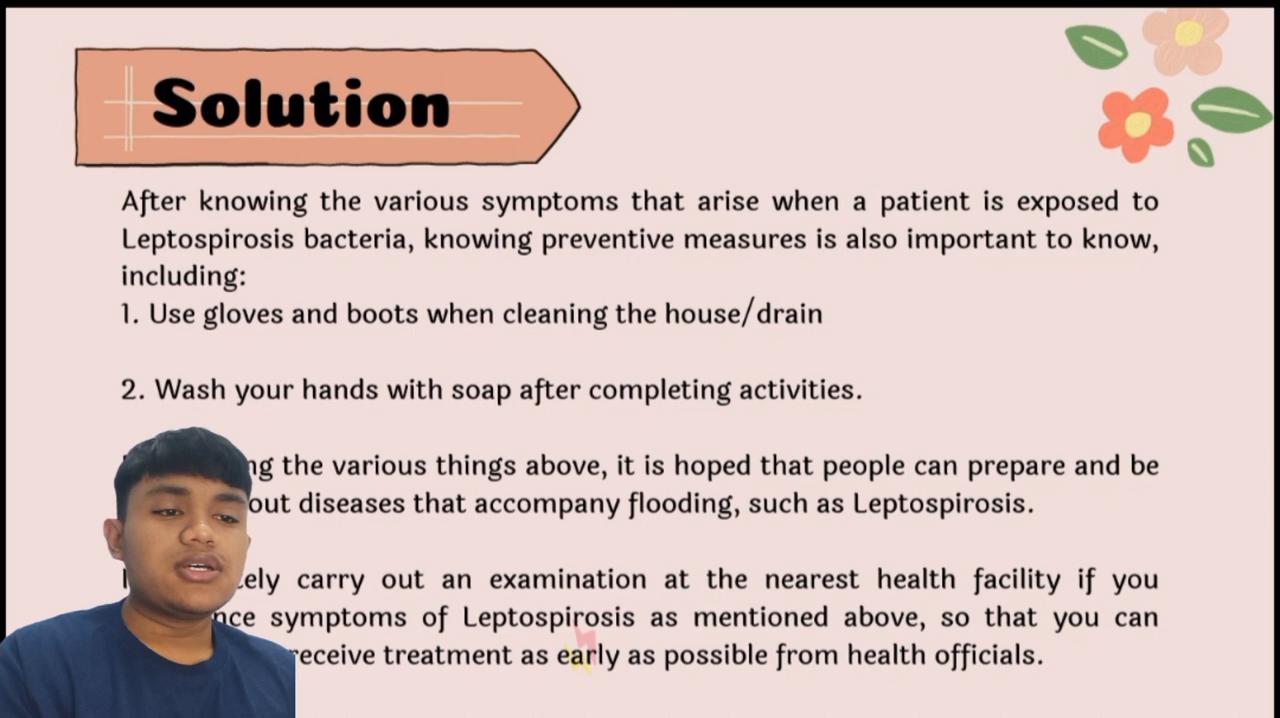 Solution
After knowing the various symptoms that arise when a patient is exposed to
Leptospirosis bacteria, knowing preventive measures is also important to know,
including:
1. Use gloves and boots when cleaning the house/drain
2. Wash your hands with soap after completing activities.
the various things above, it is hoped that people can prepare and be
diseases that accompany flooding, such as Leptospirosis.
carry out an examination at the nearest health facility if you
symptoms of Leptospirosis as mentioned above, so that you can
receive treatment as early as possible from health officials.